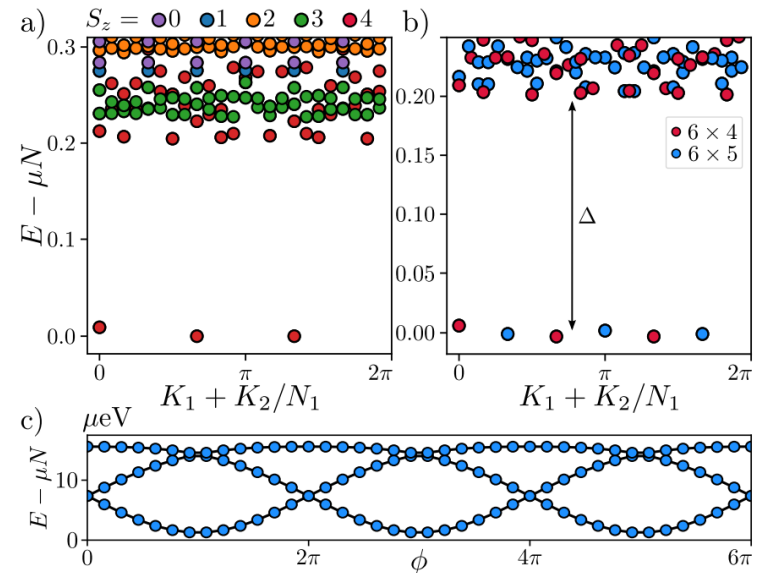 a) S_z = 0 1 2 3 4 b)
E − μN
0.3
0.2
0.1
0.0
0 π 2π
K_1 + K_2/N_1
0.20
0.15
0.10
0.05
0.00
6 × 4
6 × 5
Δ
0 π 2π
K_1 + K_2/N_1
c) μeV
E − μN
10
0
0 2π 4π 6π
ϕ